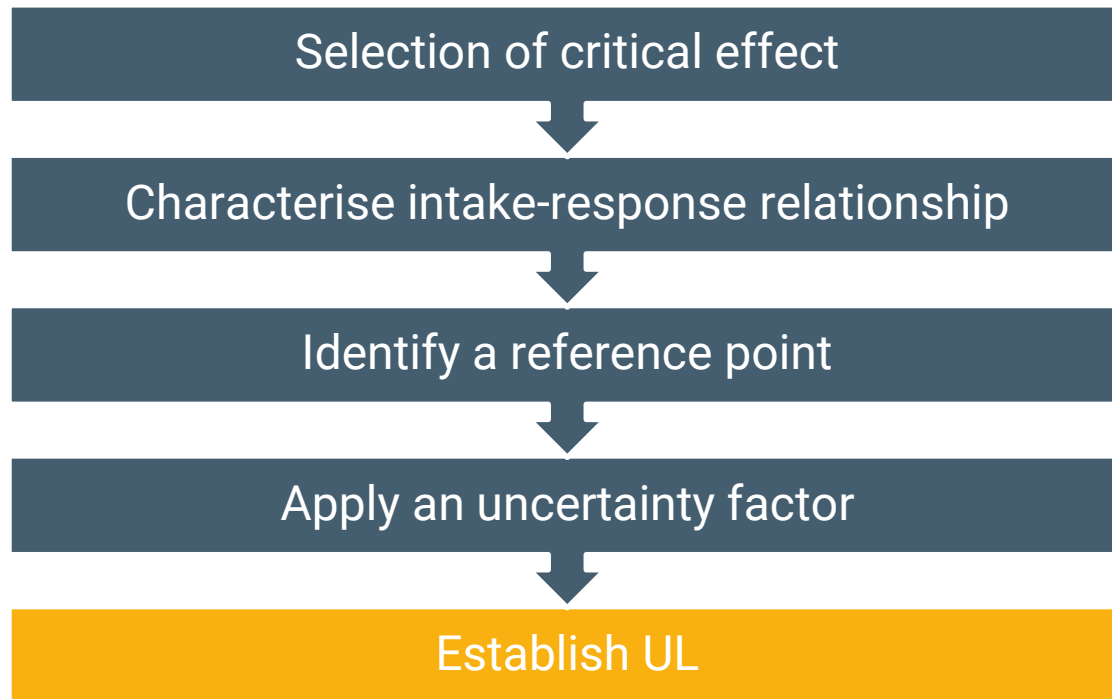 Selection of critical effect
Characterise intake-response relationship
Identify a reference point
Apply an uncertainty factor
Establish UL